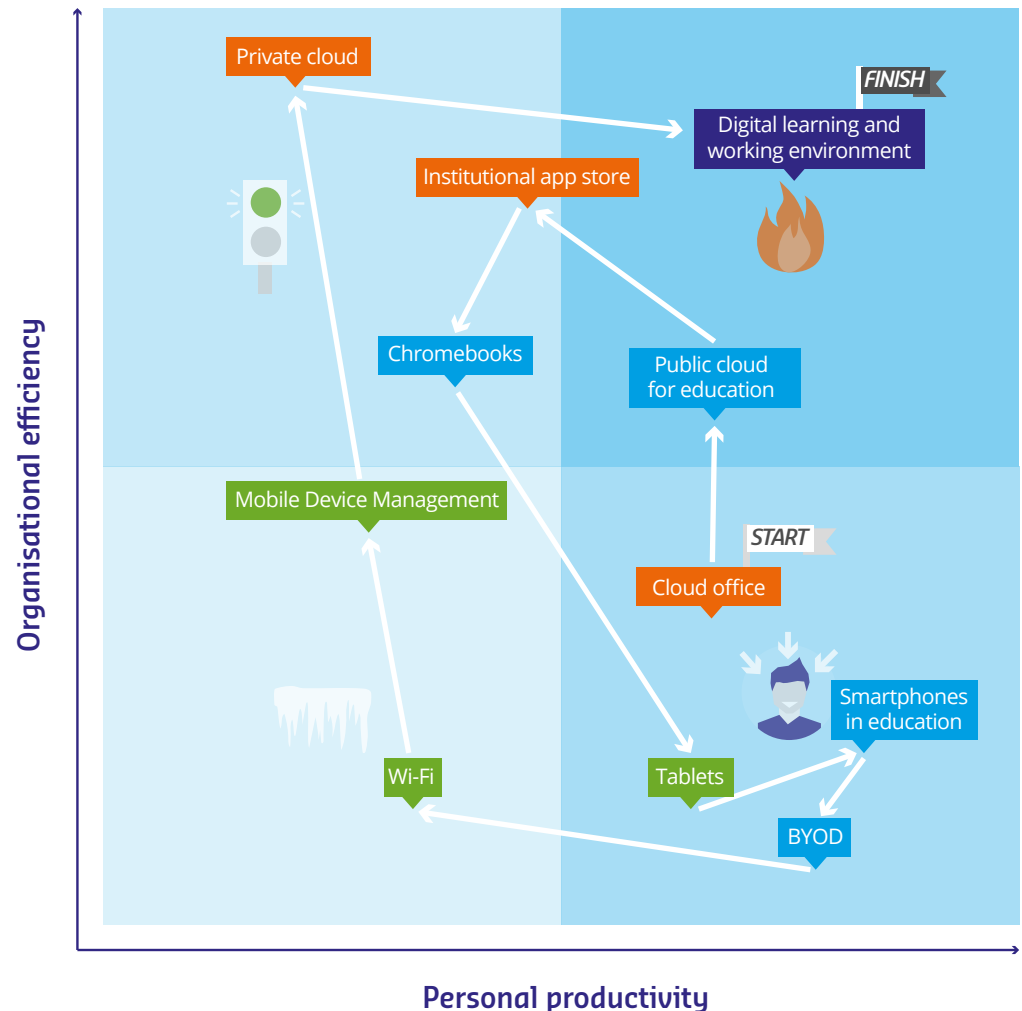 Organisational efficiency
Private cloud
FINISH
Digital learning and
working environment
Institutional app store
Chromebooks
Public cloud
for education
Mobile Device Management
START
Cloud office
Smartphones
in education
Wi-Fi
Tablets
BYOD
Personal productivity